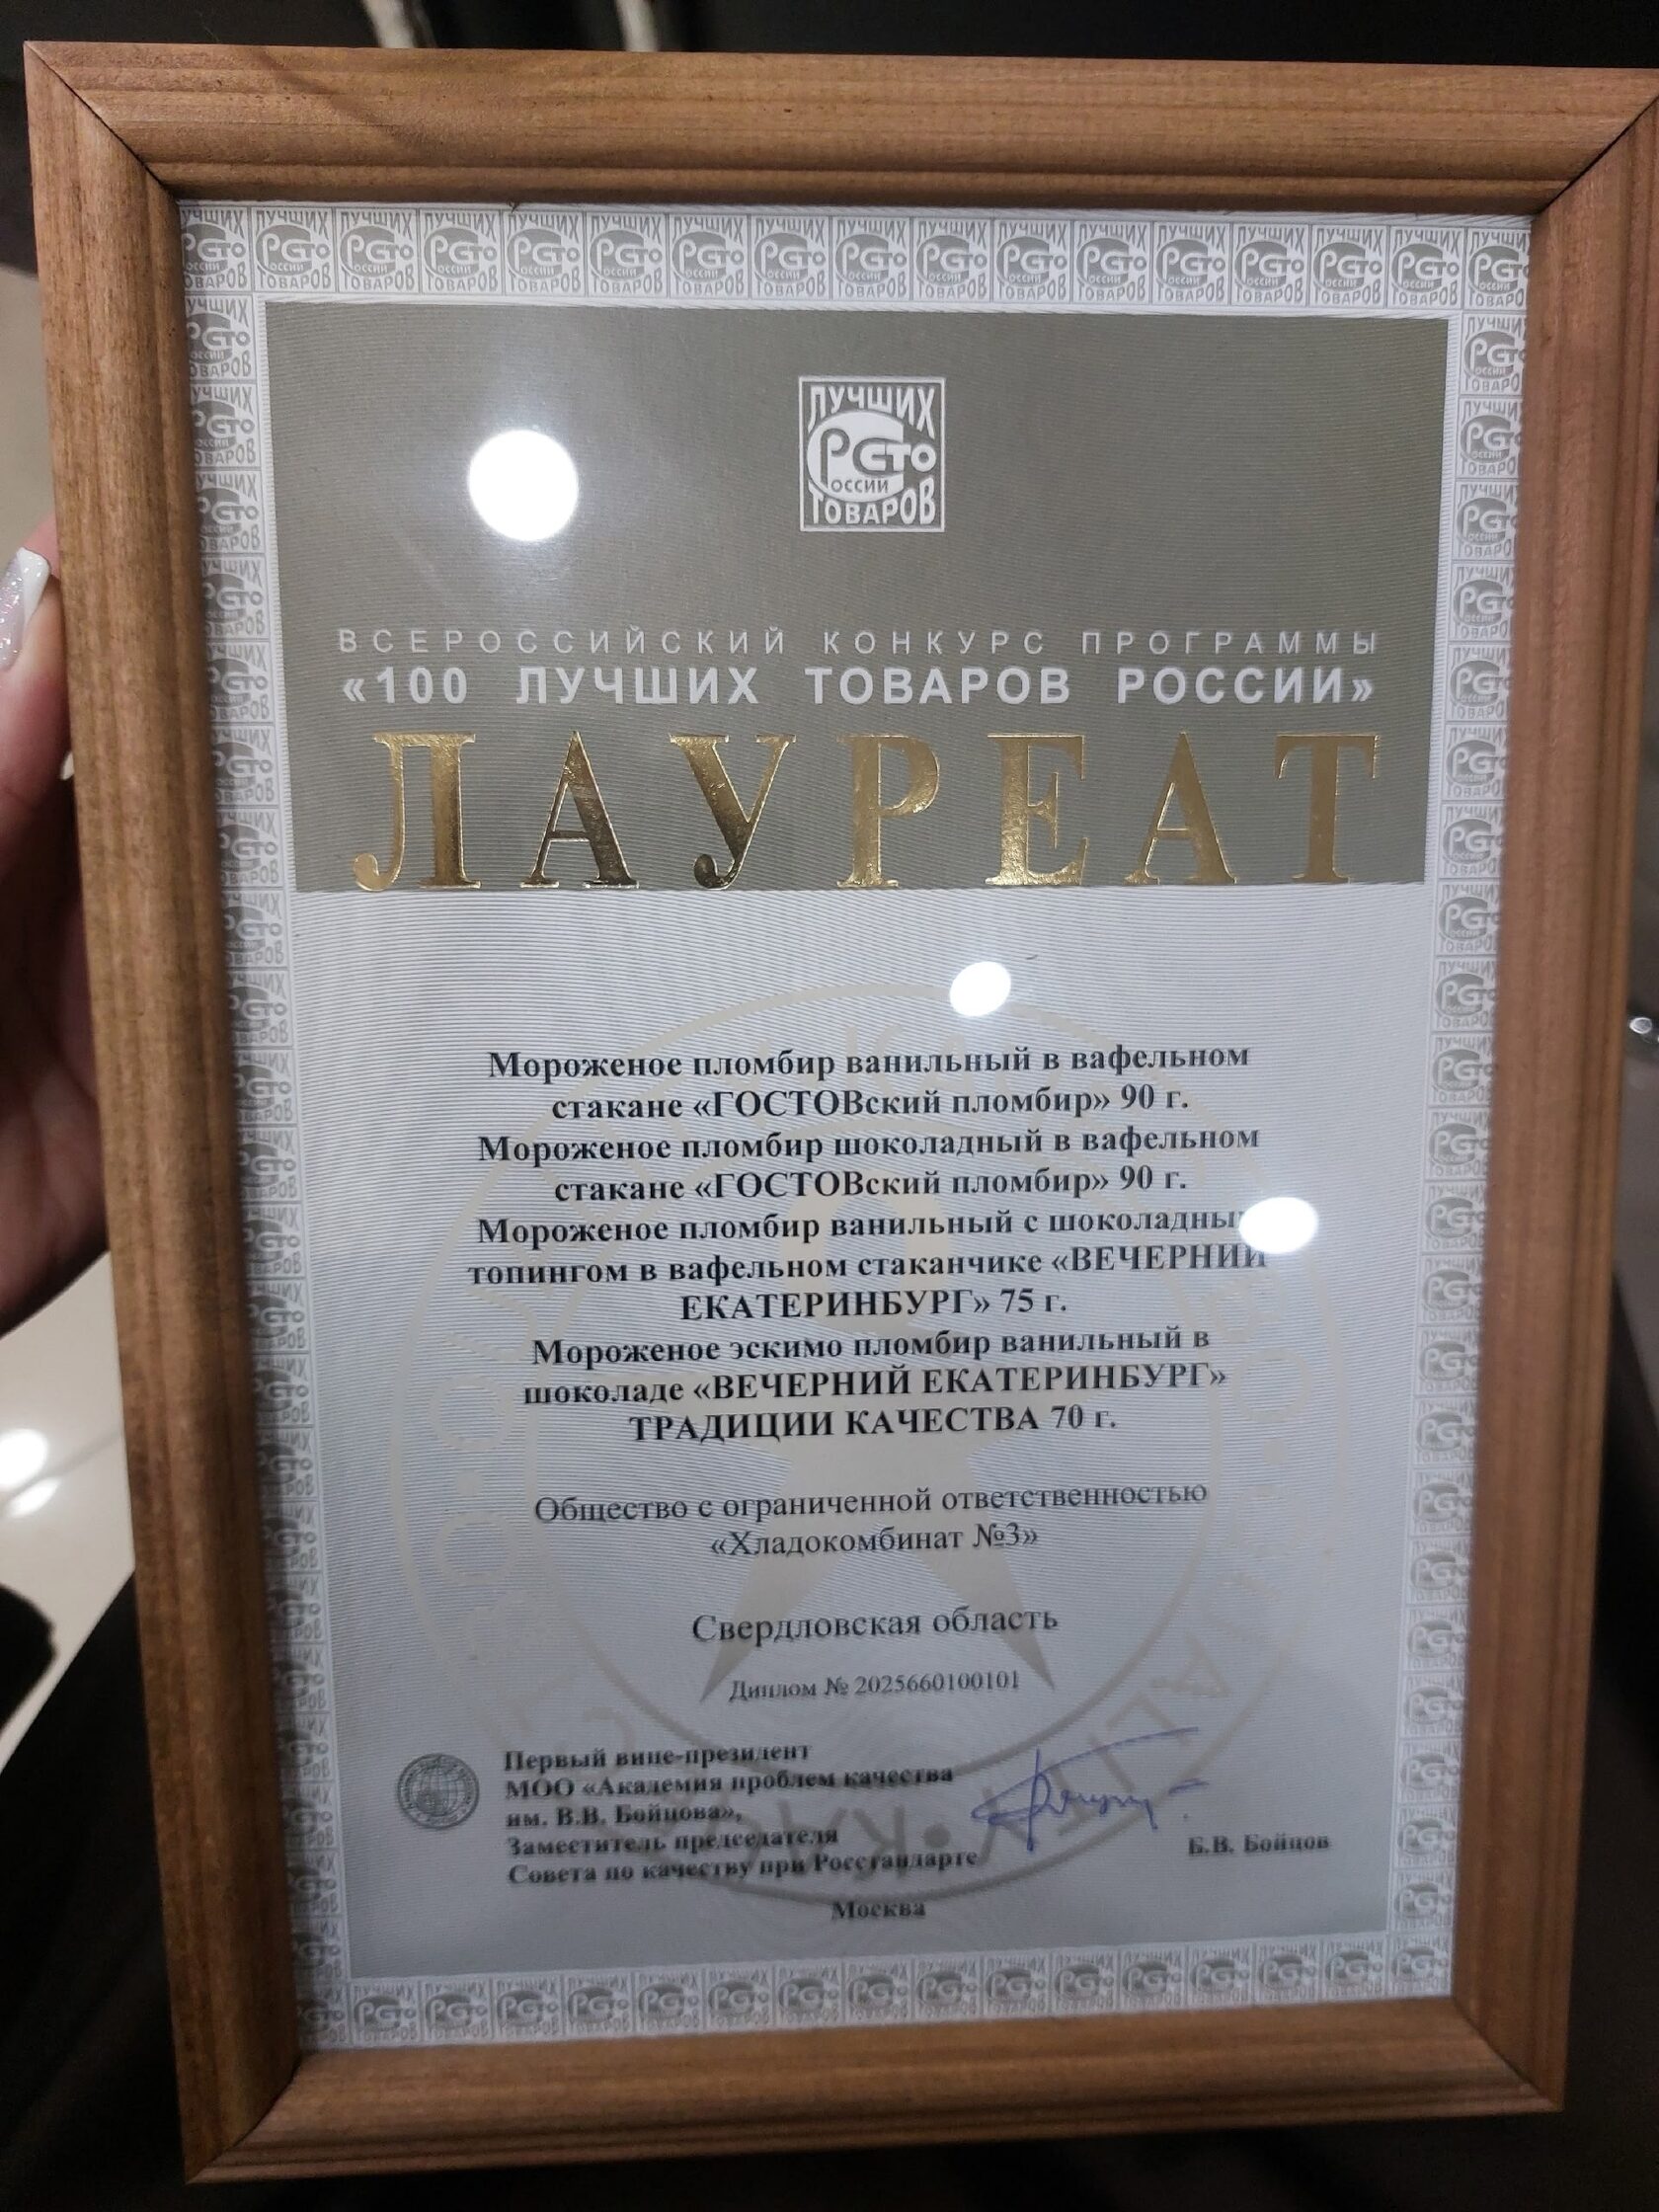 ЛУЧШИХ
РСТО
ОССИИ
ТОВАРОВ
ВСЕРОССИЙСКИЙ КОНКУРС ПРОГРАММЫ
«100 ЛУЧШИХ ТОВАРОВ РОССИИ»
ЛАУРЕАТ
Мороженое пломбир ванильный в вафельном
стакане «ГОСТОВский пломбир» 90 г.
Мороженое пломбир шоколадный в вафельном
стакане «ГОСТОВский пломбир» 90 г.
Мороженое пломбир ванильный с
топингом в вафельном стаканчике «ВЕЧЕРНИЙ
ЕКАТЕРИНБУРГ» 75 г.
Мороженое эскимо пломбир ванильный в
шоколаде «ВЕЧЕРНИЙ ЕКАТЕРИНБУРГ»
ТРАДИЦИИ КАЧЕСТВА 70 г.
Общество с ограниченной ответственностью
«Хладокомбинат №3»
Свердловская область
Диплом № 2025660100101
Первый вице-президент
МОО «Академия проблем качества
им. В.В. Бойцова»,
Заместитель председателя
Совета по качеству при Росстандарте
Б.В. Бойцов
Москва